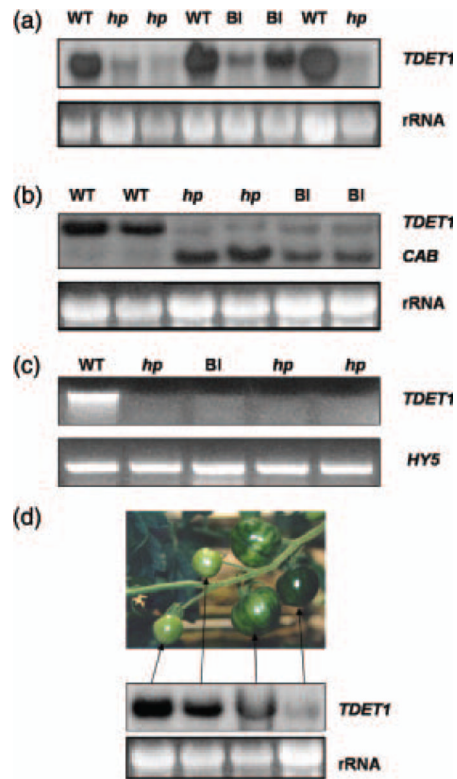 (a)
WT hp hp WT BI BI WT hp
TDET1
rRNA
(b)
WT WT hp hp BI BI
TDET1
CAB
rRNA
(c)
WT hp BI hp hp
TDET1
HY5
(d)
TDET1
rRNA